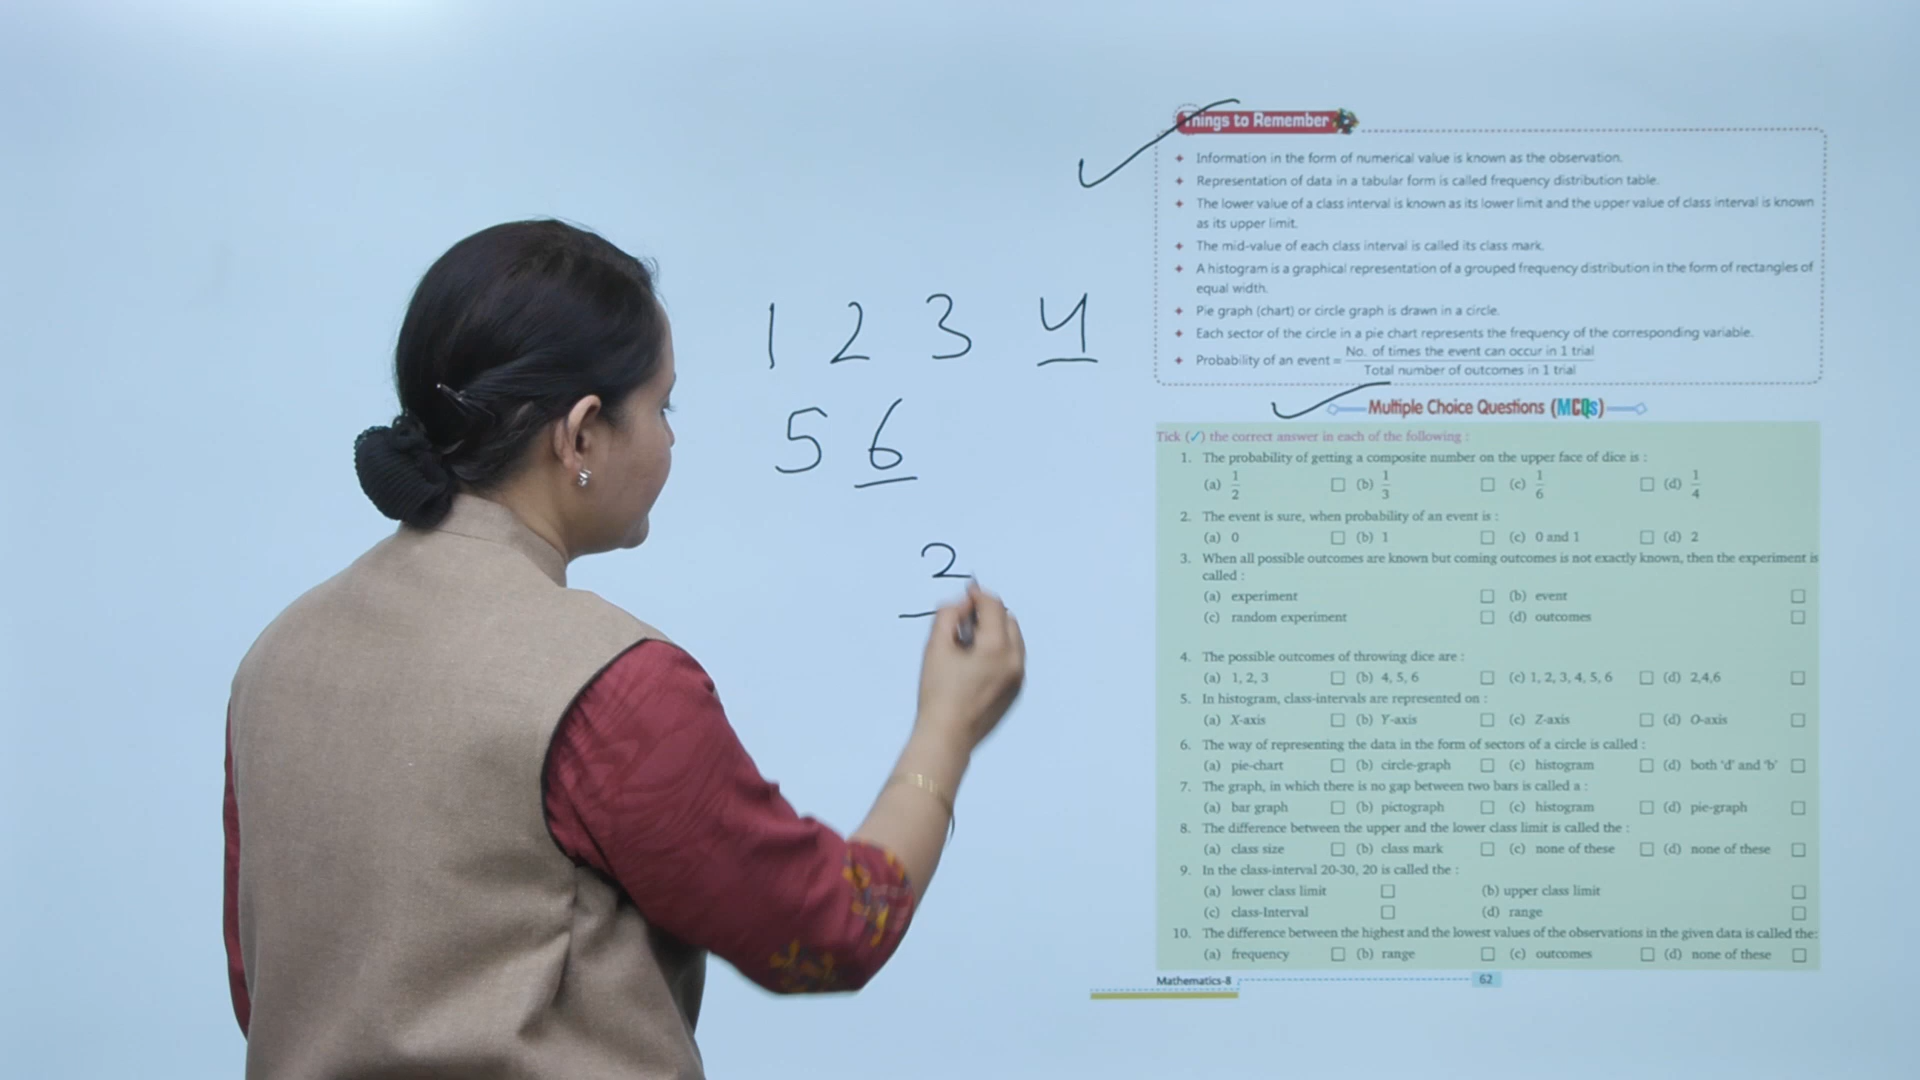 1 2 3 4
5 6
2
Things to Remember
Information in the form of numerical value is known as the observation.
Representation of data in a tabular form is called frequency distribution table.
The lower value of a class interval is known as its lower limit and the upper value of class interval is known
as its upper limit.
The mid-value of each class interval is called its class mark.
A histogram is a graphical representation of a grouped frequency distribution in the form of rectangles of
equal width.
Pie graph (chart) or circle graph is drawn in a circle.
Each sector of the circle in a pie chart represents the frequency of the corresponding variable.
Probability of an event = No. of times the event can occur in 1 trial / Total number of outcomes in 1 trial
Multiple Choice Questions (MCQs)
Tick (✓) the correct answer in each of the following :
1. The probability of getting a composite number on the upper face of dice is :
(a) 1/2 (b) 1/3 (c) 1/6 (d) 1/4
2. The event is sure, when probability of an event is :
(a) 0 (b) 1 (c) 0 and 1 (d) 2
3. When all possible outcomes are known but coming outcomes is not exactly known, then the experiment is
called :
(a) experiment (b) event
(c) random experiment (d) outcomes
4. The possible outcomes of throwing dice are :
(a) 1, 2, 3 (b) 4, 5, 6 (c) 1, 2, 3, 4, 5, 6 (d) 2,4,6
5. In histogram, class-intervals are represented on :
(a) X-axis (b) Y-axis (c) Z-axis (d) O-axis
6. The way of representing the data in the form of sectors of a circle is called :
(a) pie-chart (b) circle-graph (c) histogram (d) both 'd' and 'b'
7. The graph, in which there is no gap between two bars is called a :
(a) bar graph (b) pictograph (c) histogram (d) pie-graph
8. The difference between the upper and the lower class limit is called the :
(a) class size (b) class mark (c) none of these (d) none of these
9. In the class-interval 20-30, 20 is called the :
(a) lower class limit (b) upper class limit
(c) class-Interval (d) range
10. The difference between the highest and the lowest values of the observations in the given data is called the:
(a) frequency (b) range (c) outcomes (d) none of these
Mathematics-8 62